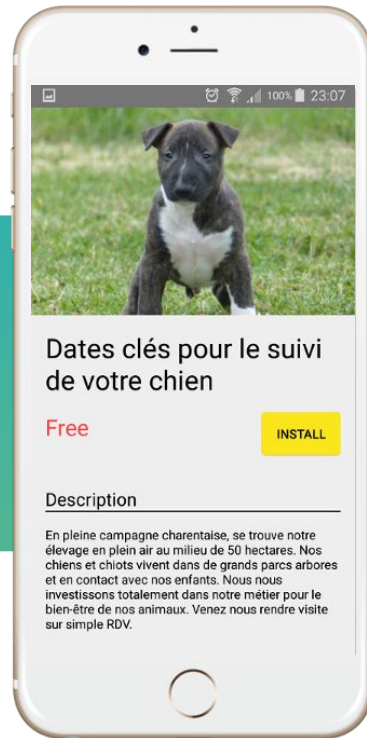 100% 23:07
Dates clés pour le suivi
de votre chien
Free
INSTALL
Description
En pleine campagne charentaise, se trouve notre
élevage en plein air au milieu de 50 hectares. Nos
chiens et chiots vivent dans de grands parcs arbores
et en contact avec nos enfants. Nous nous
investissons totalement dans notre métier pour le
bien-être de nos animaux. Venez nous rendre visite
sur simple RDV.